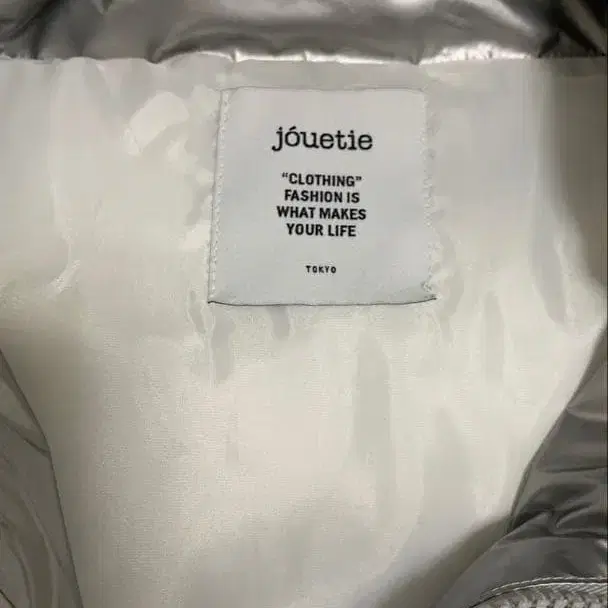 jóuetie
“CLOTHING”
FASHION IS
WHAT MAKES
YOUR LIFE
TOKYO